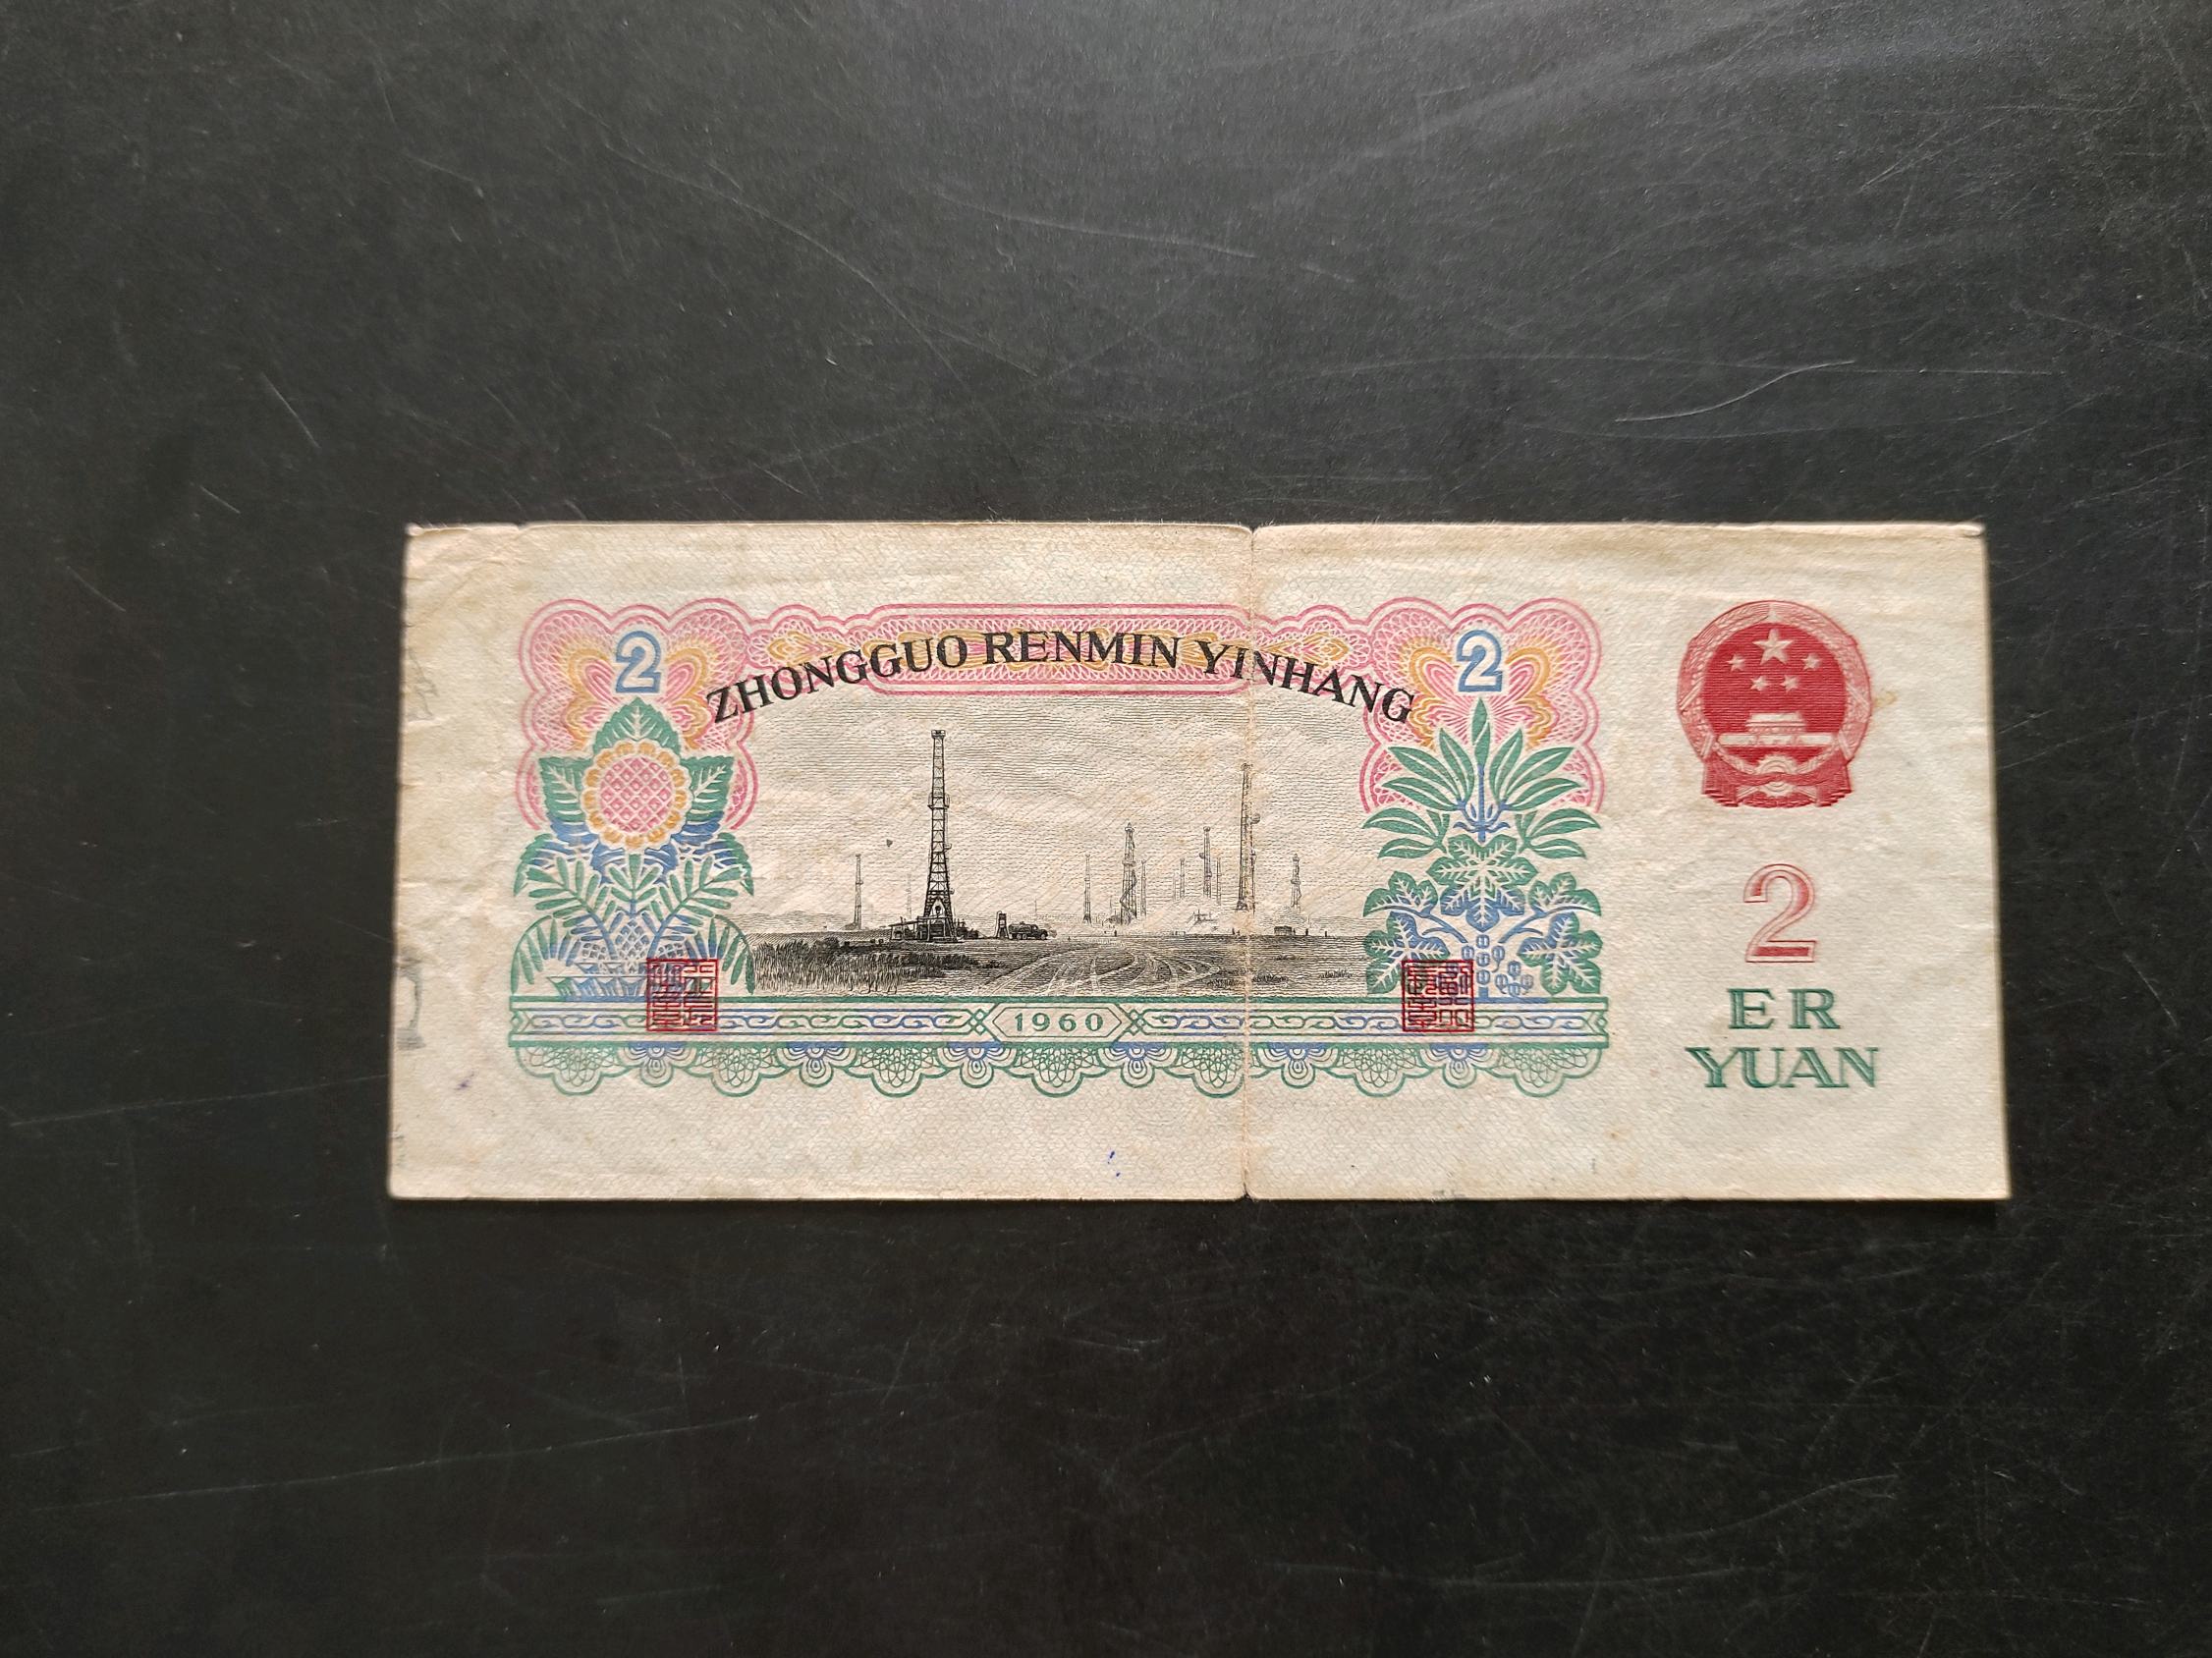 2 2
ZHONGGUO RENMIN YINHANG
1960
2
ER
YUAN